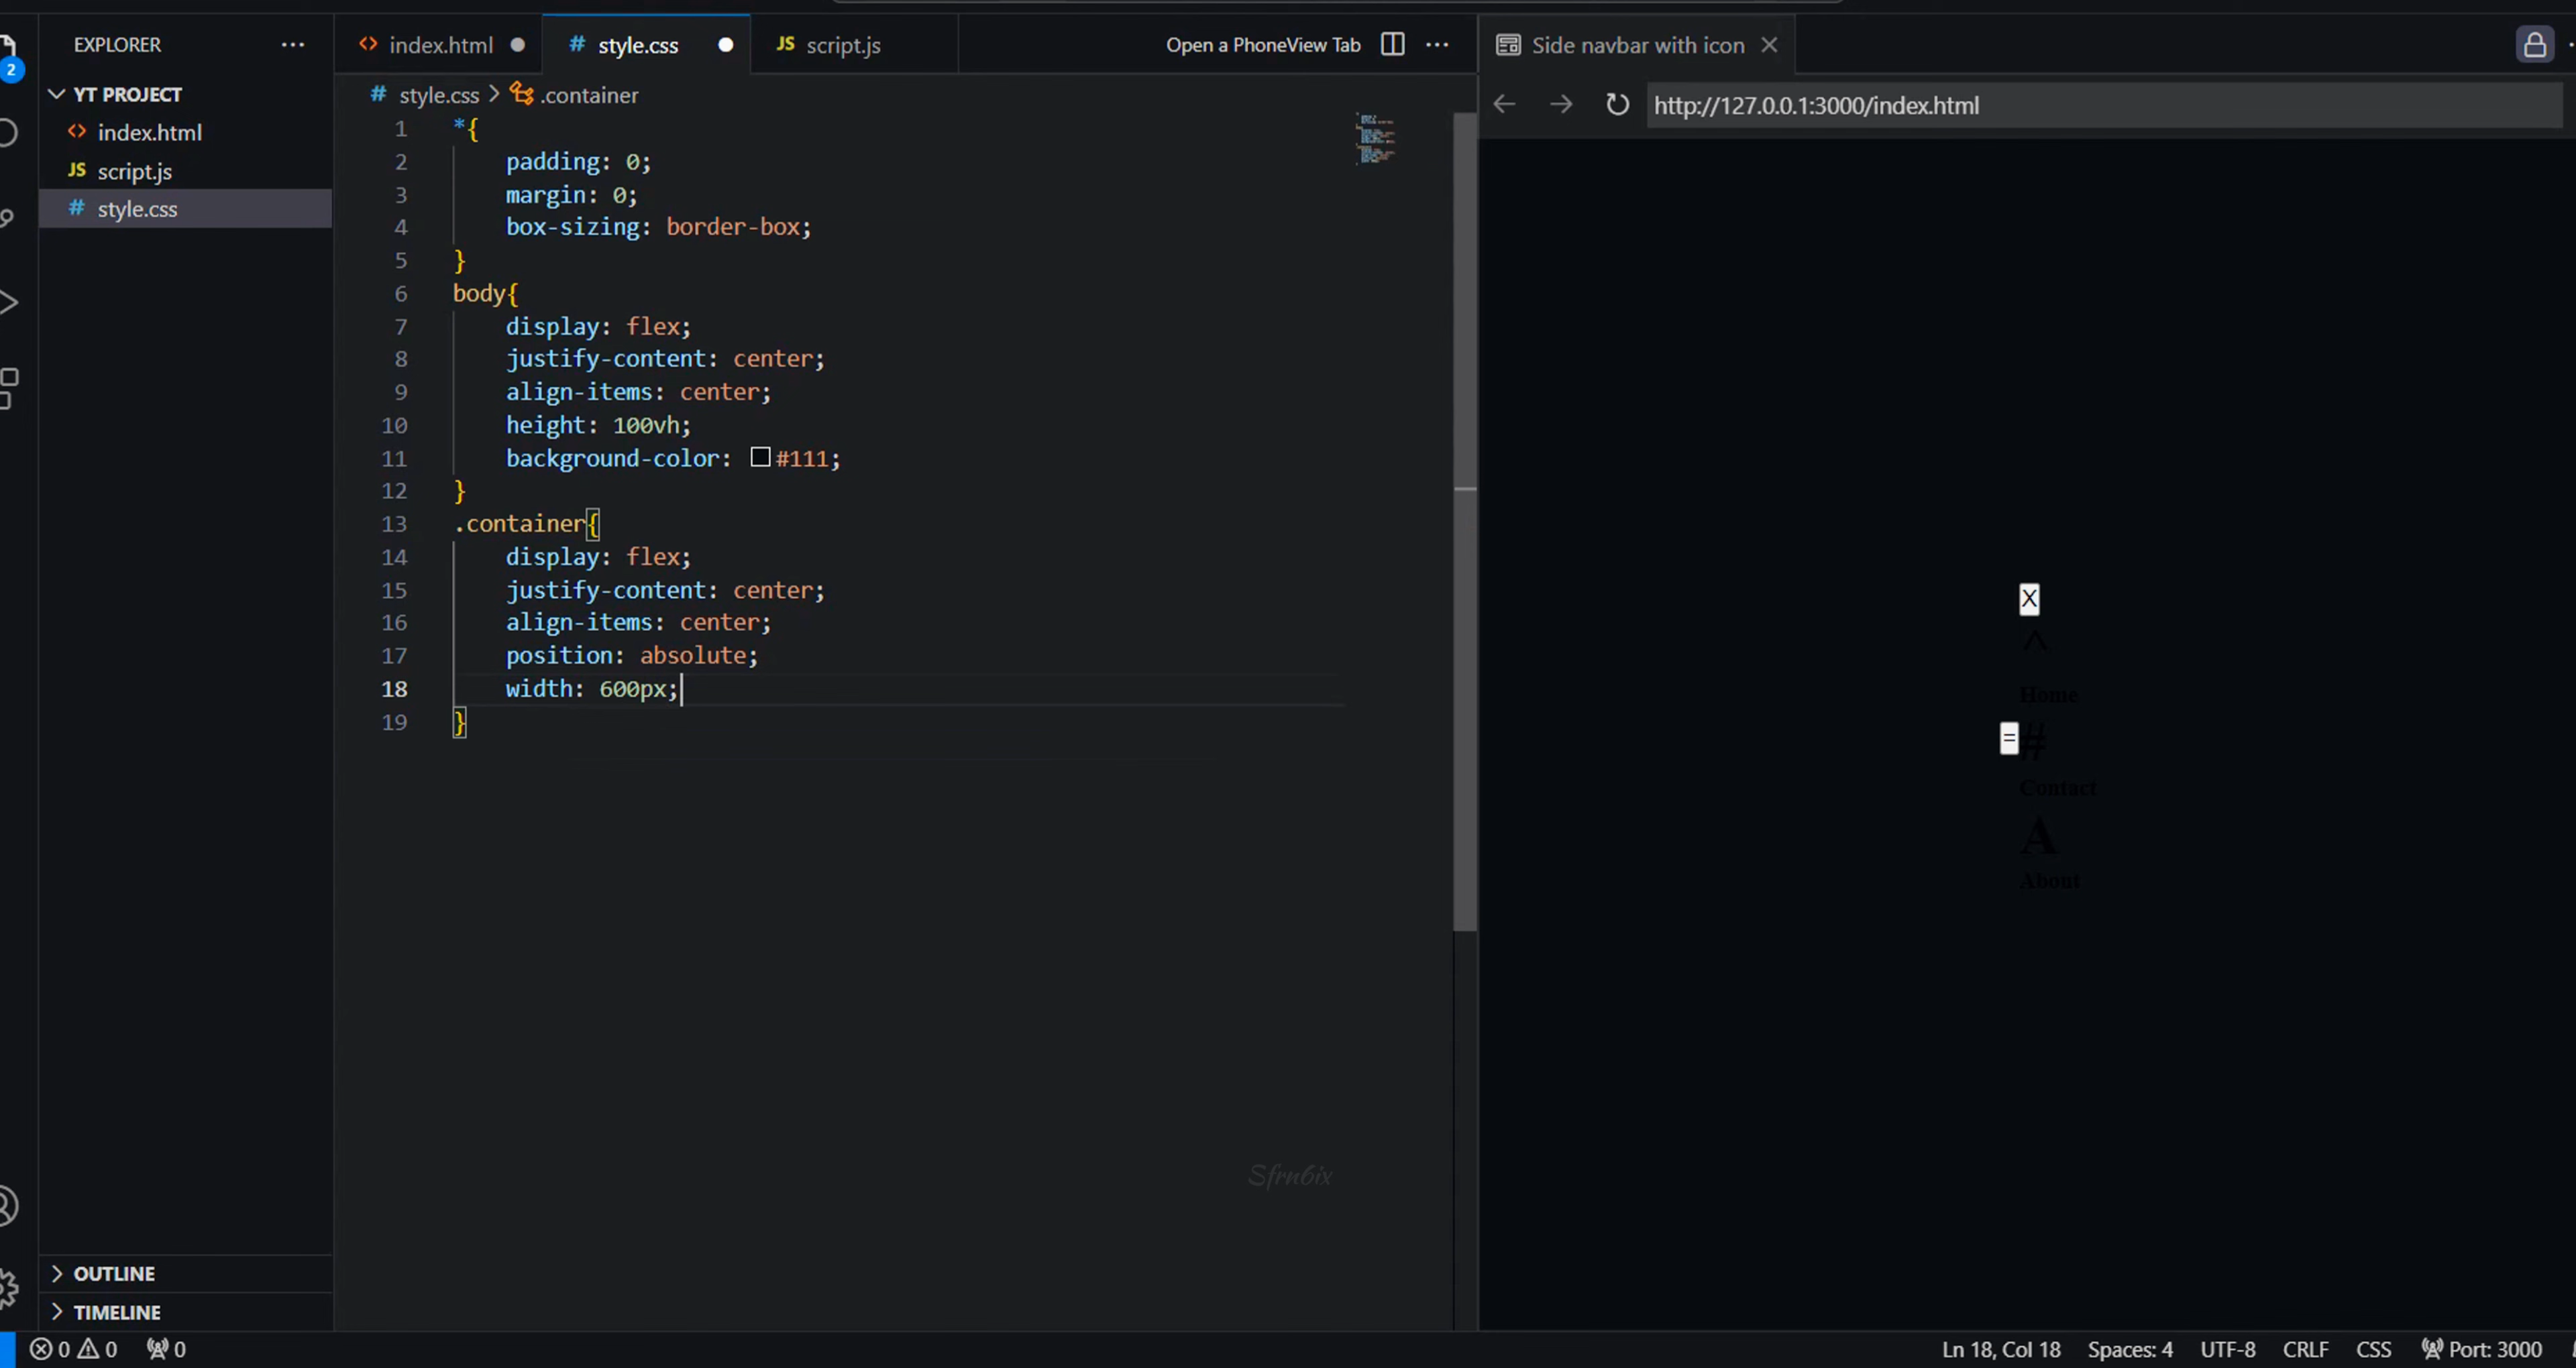 EXPLORER
2
YT PROJECT
index.html
JS script.js
# style.css
OUTLINE
TIMELINE
index.html
# style.css
JS script.js
Open a PhoneView Tab
# style.css > .container
1 *{
2 padding: 0;
3 margin: 0;
4 box-sizing: border-box;
5 }
6 body{
7 display: flex;
8 justify-content: center;
9 align-items: center;
10 height: 100vh;
11 background-color: #111;
12 }
13 .container{
14 display: flex;
15 justify-content: center;
16 align-items: center;
17 position: absolute;
18 width: 600px;
19 }
Sfrn6ix
Side navbar with icon
http://127.0.0.1:3000/index.html
X
^
Home
= #
Contact
A
About
0 0 0
Ln 18, Col 18 Spaces: 4 UTF-8 CRLF CSS Port: 3000